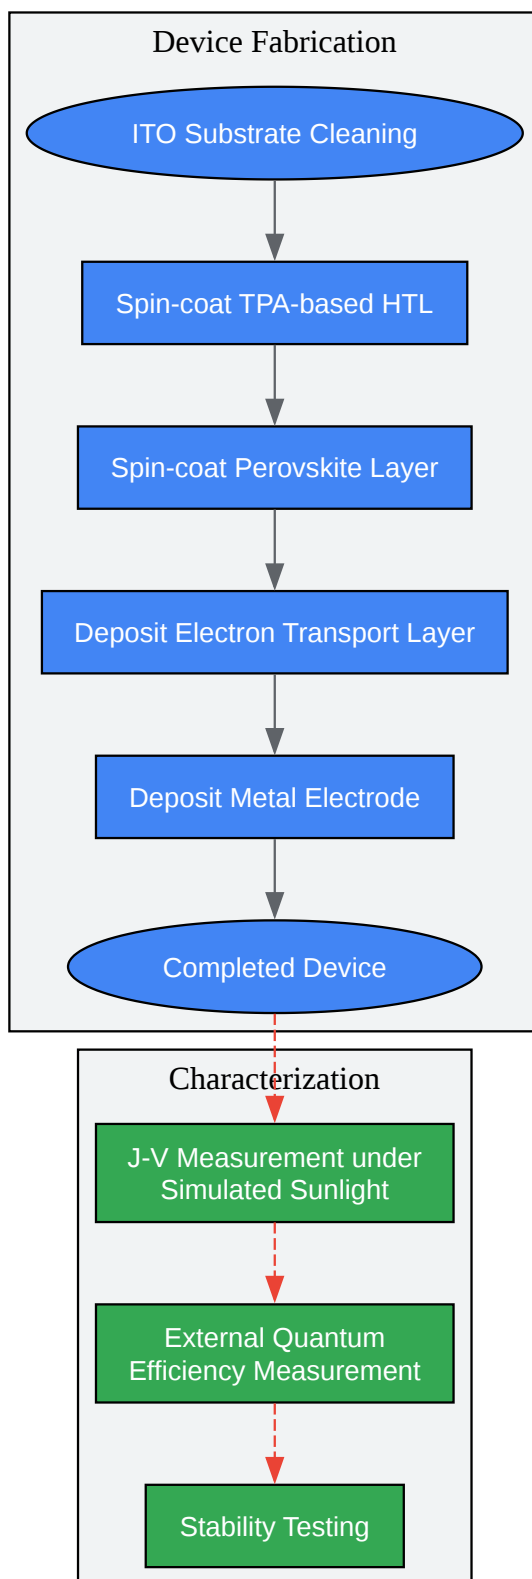 Device Fabrication
ITO Substrate Cleaning
Spin-coat TPA-based HTL
Spin-coat Perovskite Layer
Deposit Electron Transport Layer
Deposit Metal Electrode
Completed Device
Characterization
J-V Measurement under
Simulated Sunlight
External Quantum
Efficiency Measurement
Stability Testing